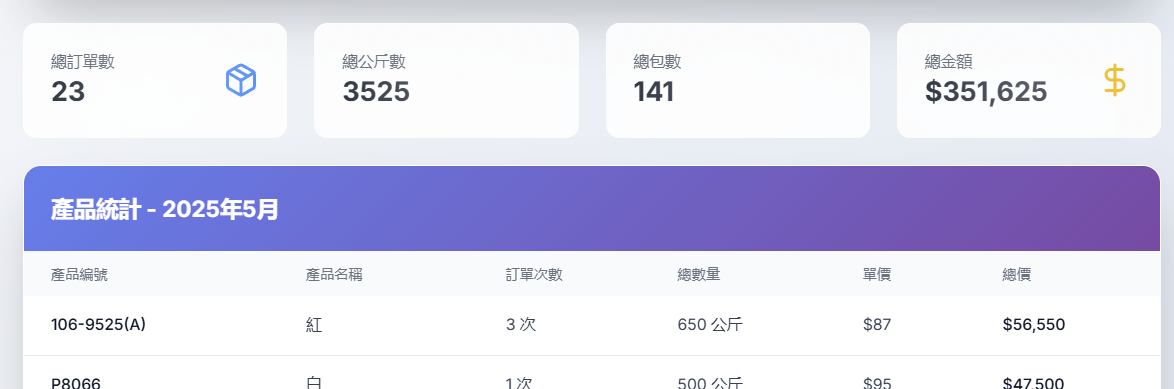 總訂單數
23
總公斤數
3525
總包數
141
總金額
$351,625
產品統計 - 2025年5月
產品編號 產品名稱 訂單次數 總數量 單價 總價
106-9525(A) 紅 3 次 650 公斤 $87 $56,550
P8066 白 1 次 500 公斤 $95 $47,500